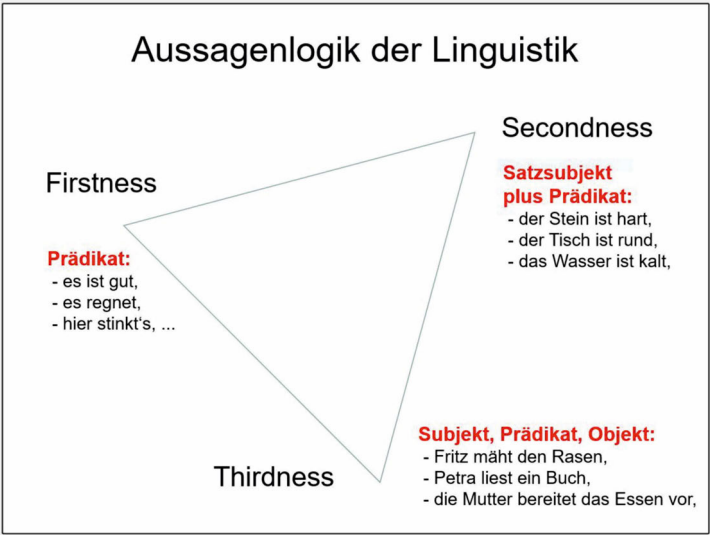 Aussagenlogik der Linguistik
Secondness
Satzsubjekt
plus Prädikat:
- der Stein ist hart,
- der Tisch ist rund,
- das Wasser ist kalt,
Firstness
Prädikat:
- es ist gut,
- es regnet,
- hier stinkt‘s, ...
Thirdness
Subjekt, Prädikat, Objekt:
- Fritz mäht den Rasen,
- Petra liest ein Buch,
- die Mutter bereitet das Essen vor,